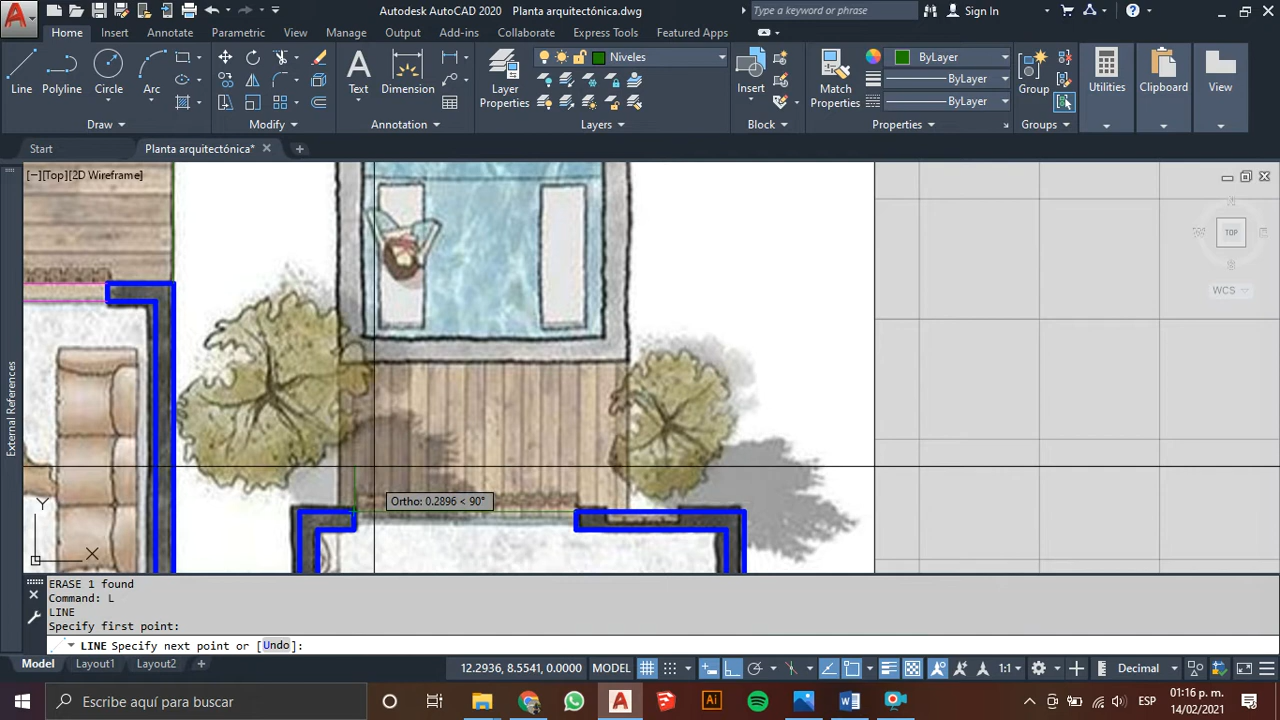 A
Autodesk AutoCAD 2020 Planta arquitectónica.dwg
Type a keyword or phrase
Sign In
Home Insert Annotate Parametric View Manage Output Add-ins Collaborate Express Tools Featured Apps
Line Polyline Circle Arc
Draw
Modify
Text Dimension
Annotation
Layer Properties
Niveles
Layers
Insert
Block
Match Properties
ByLayer
ByLayer
ByLayer
Properties
Group
Groups
Utilities
Clipboard
View
Start Planta arquitectónica*
[−][Top][2D Wireframe]
TOP
WCS
External References
Ortho: 0.2896 < 90°
Y
X
ERASE 1 found
Command: L
LINE
Specify first point:
LINE Specify next point or [Undo]:
Model Layout1 Layout2
12.2936, 8.5541, 0.0000 MODEL 1:1 Decimal
Escribe aquí para buscar
A
Ai
W
ESP
01:16 p. m.
14/02/2021